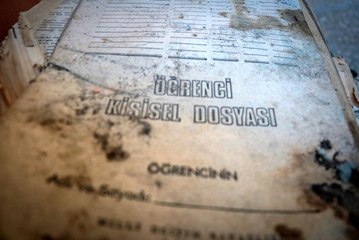 ÖĞRENCİ
KİŞİSEL DOSYASI
ÖĞRENCİNİN
Adı ve Soyadı: